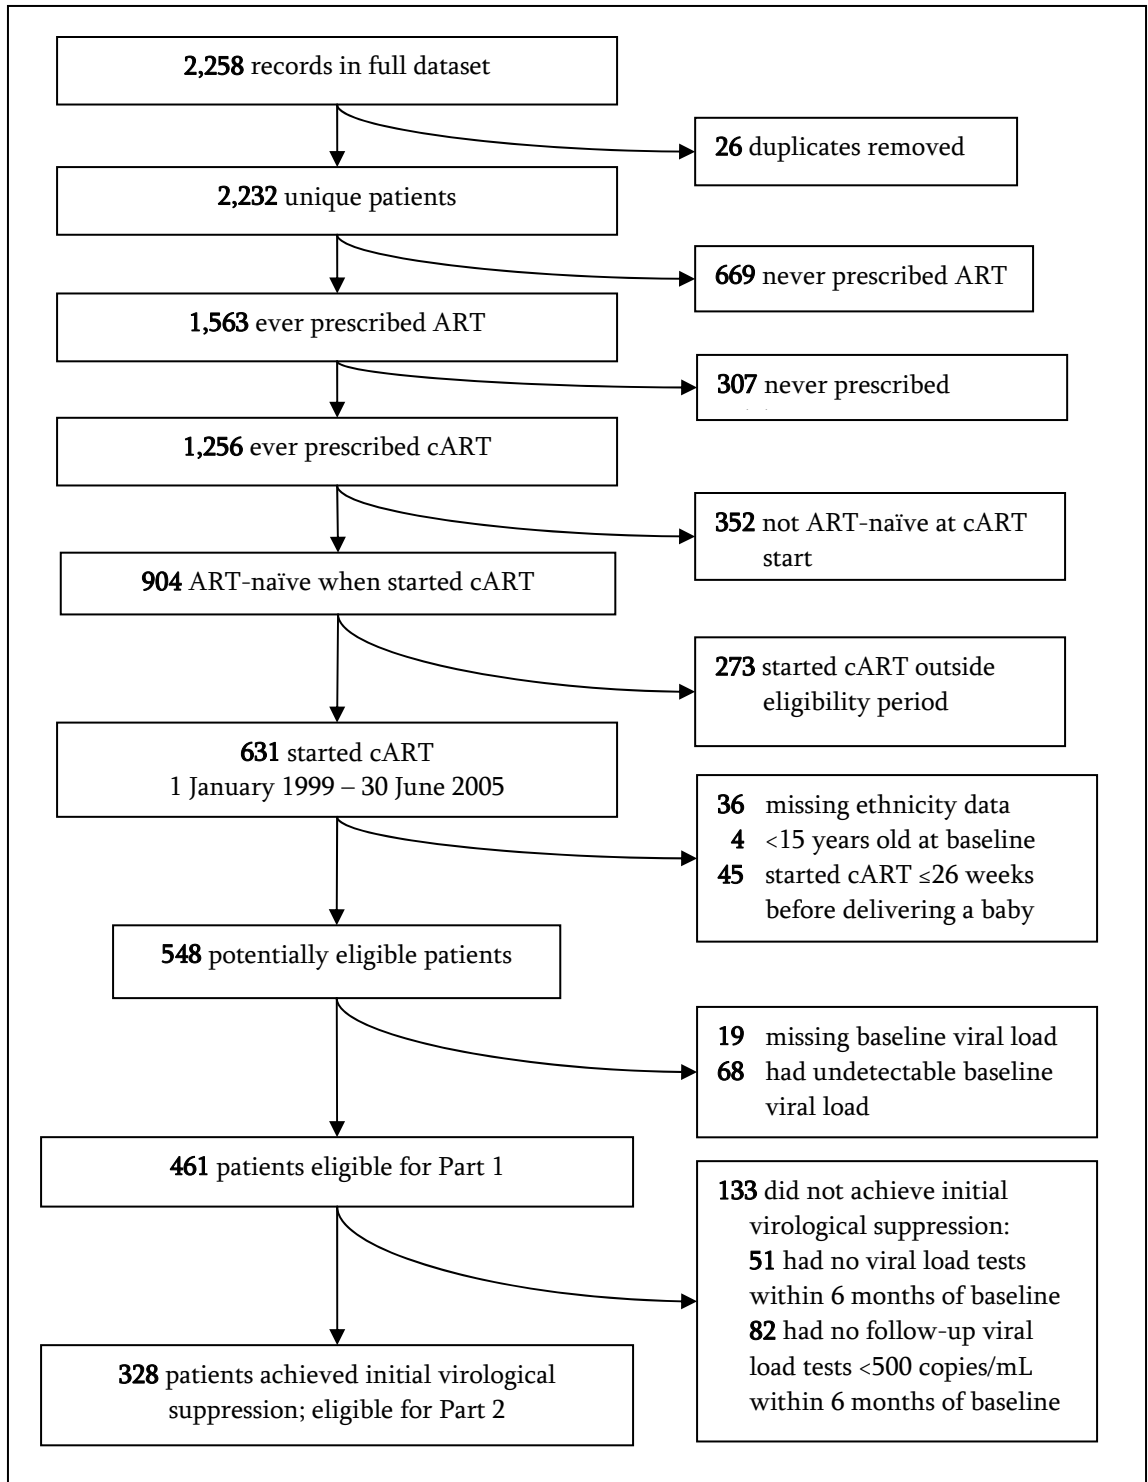 2,258 records in full dataset
26 duplicates removed
2,232 unique patients
669 never prescribed ART
1,563 ever prescribed ART
307 never prescribed
1,256 ever prescribed cART
352 not ART-naïve at cART
start
904 ART-naïve when started cART
273 started cART outside
eligibility period
631 started cART
1 January 1999 – 30 June 2005
36 missing ethnicity data
4 <15 years old at baseline
45 started cART ≤26 weeks
before delivering a baby
548 potentially eligible patients
19 missing baseline viral load
68 had undetectable baseline
viral load
461 patients eligible for Part 1
133 did not achieve initial
virological suppression:
51 had no viral load tests
within 6 months of baseline
82 had no follow-up viral
load tests <500 copies/mL
within 6 months of baseline
328 patients achieved initial virological
suppression; eligible for Part 2